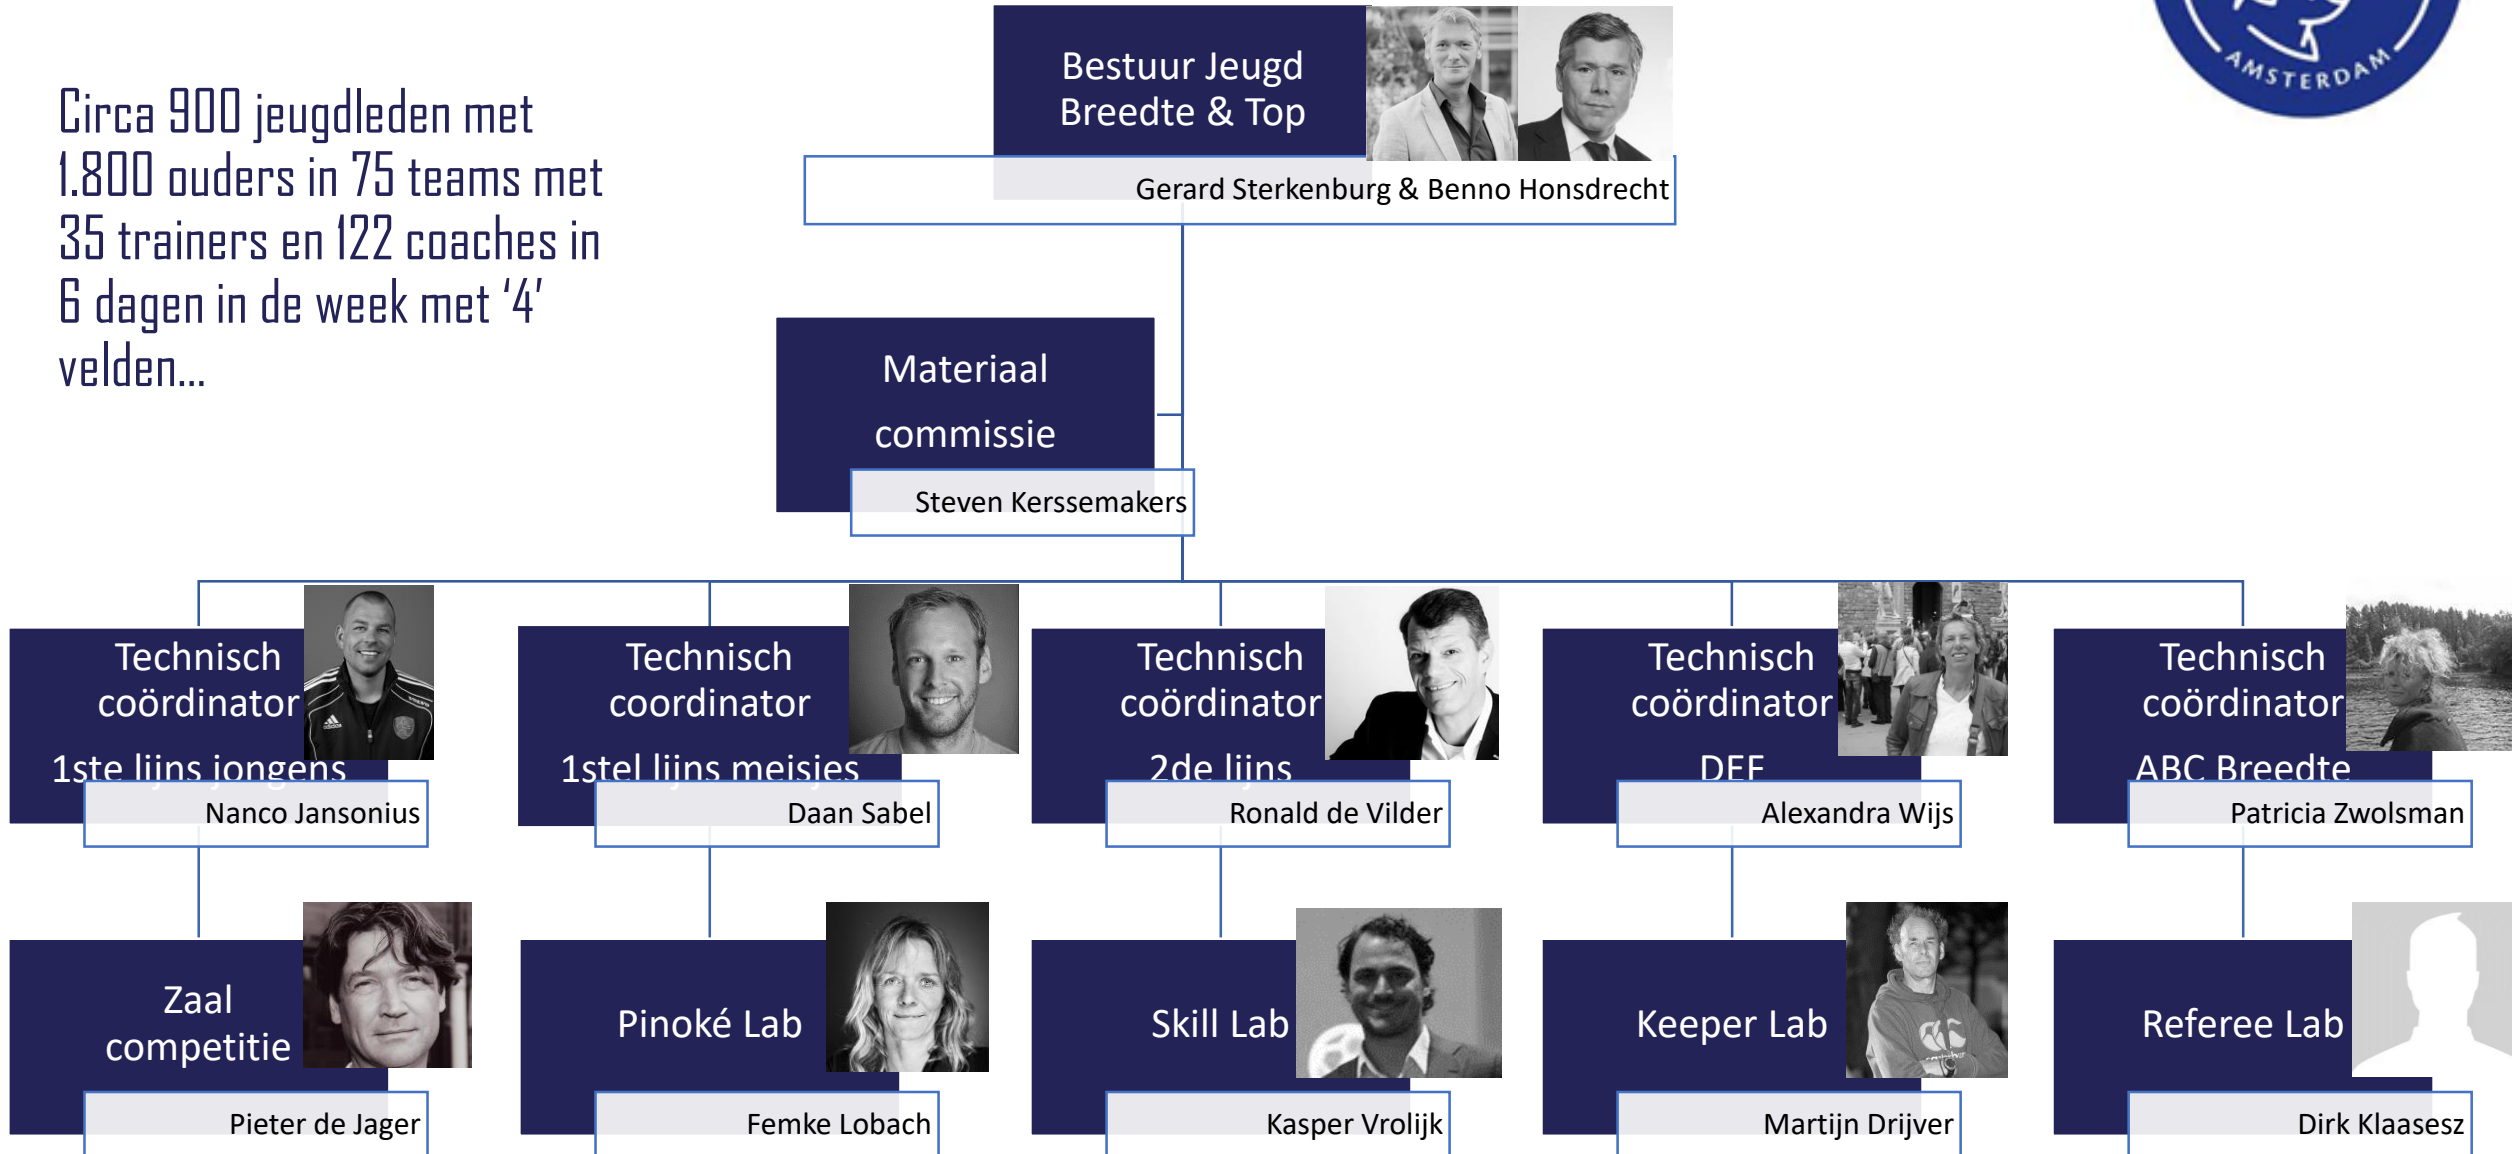 AMSTERDAM
Circa 900 jeugdleden met
1.800 ouders in 75 teams met
35 trainers en 122 coaches in
6 dagen in de week met ‘4’
velden...
Bestuur Jeugd
Breedte & Top
Gerard Sterkenburg & Benno Honsdrecht
Materiaal
commissie
Steven Kerssemakers
Technisch
coördinator
1ste lijns jongens
Nanco Jansonius
Technisch
coordinator
1stel lijns meisjes
Daan Sabel
Technisch
coördinator
2de lijns
Ronald de Vilder
Technisch
coördinator
DEF
Alexandra Wijs
Technisch
coördinator
ABC Breedte
Patricia Zwolsman
Zaal
competitie
Pieter de Jager
Pinoké Lab
Femke Lobach
Skill Lab
Kasper Vrolijk
Keeper Lab
Martijn Drijver
Referee Lab
Dirk Klaasesz
adidas